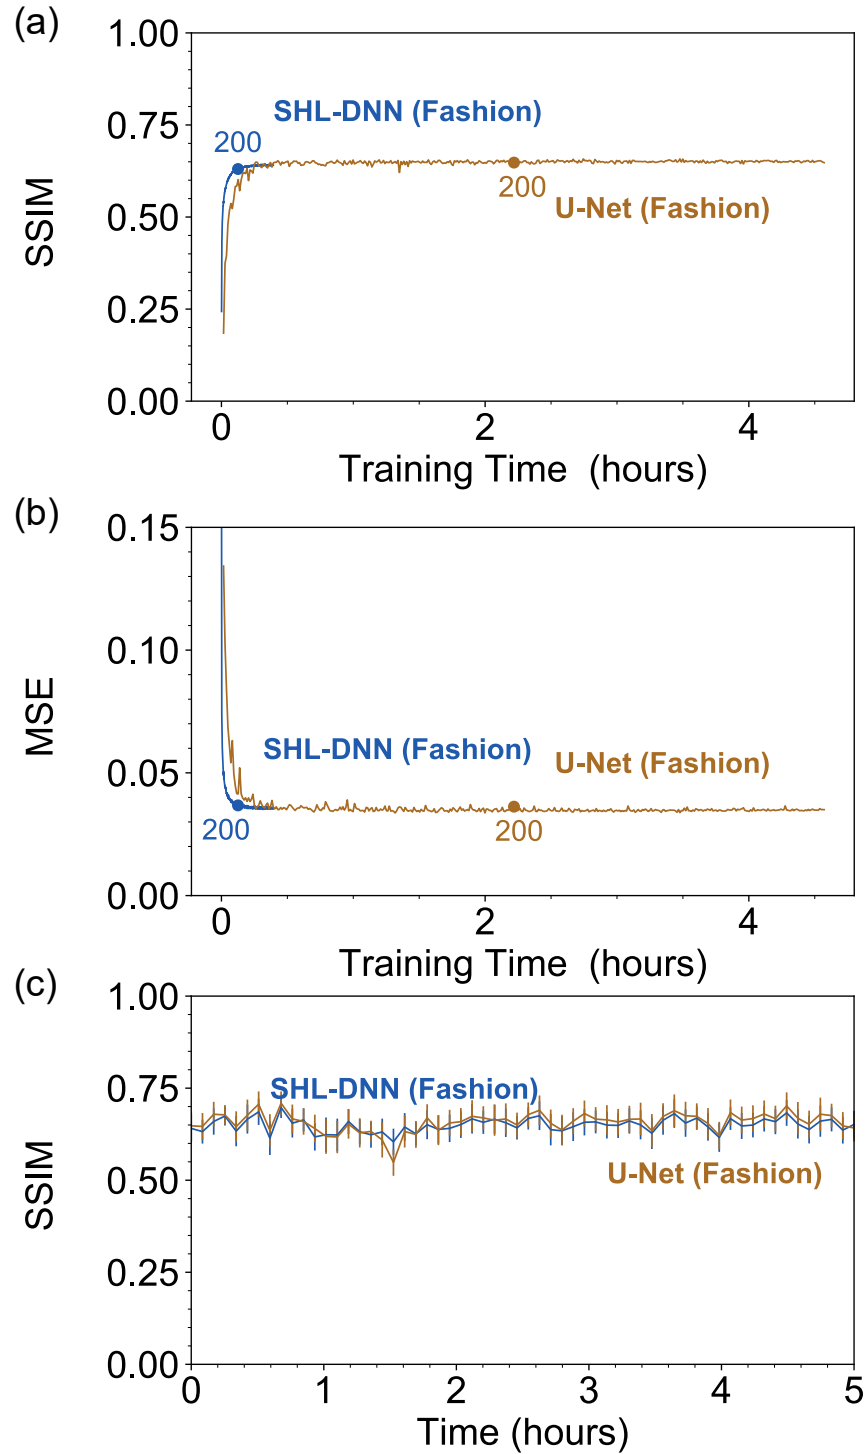 (a)
1.00
SHL-DNN (Fashion)
0.75
200
200
U-Net (Fashion)
0.50
SSIM
0.25
0.00
0 2 4
Training Time (hours)
(b)
0.15
0.10
MSE
SHL-DNN (Fashion)
U-Net (Fashion)
0.05
200
200
0.00
0 2 4
Training Time (hours)
(c)
1.00
SHL-DNN (Fashion)
0.75
SSIM
U-Net (Fashion)
0.50
0.25
0.00
0 1 2 3 4 5
Time (hours)